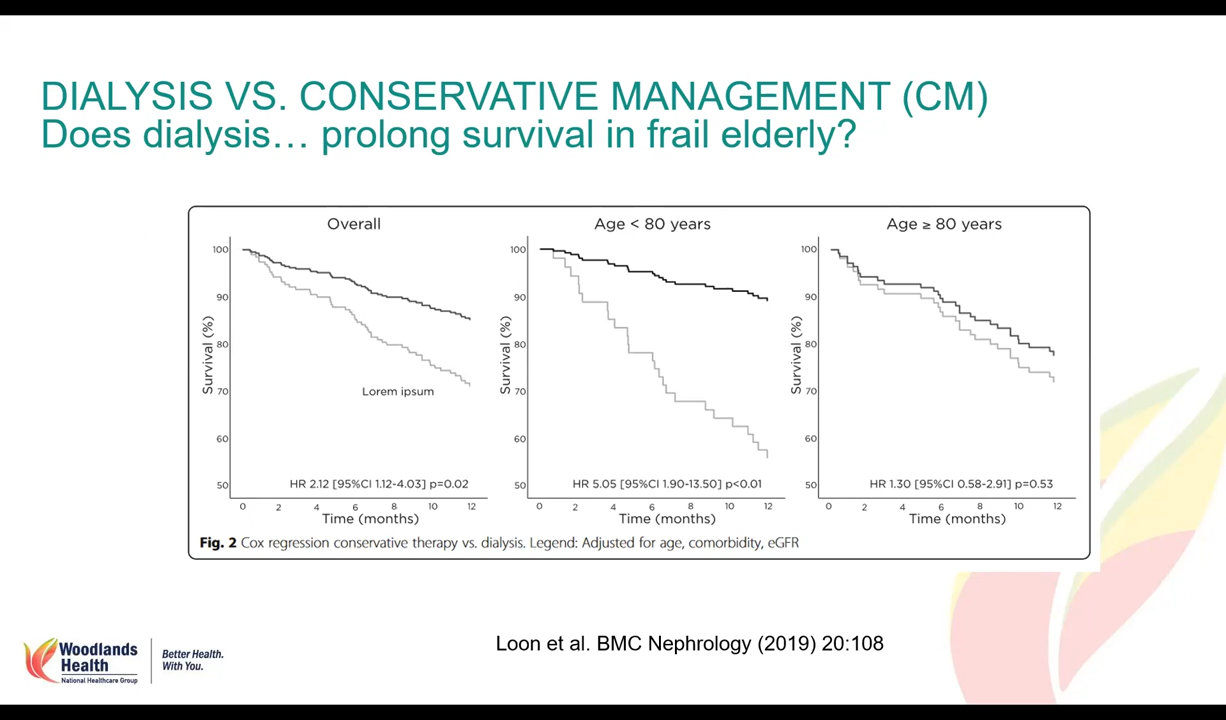 DIALYSIS VS. CONSERVATIVE MANAGEMENT (CM)
Does dialysis… prolong survival in frail elderly?
Overall
100
90
80
70
60
50
Survival (%)
Lorem ipsum
HR 2.12 [95%CI 1.12-4.03] p=0.02
0 2 4 6 8 10 12
Time (months)
Age < 80 years
100
90
80
70
60
50
Survival (%)
HR 5.05 [95%CI 1.90-13.50] p<0.01
0 2 4 6 8 10 12
Time (months)
Age ≥ 80 years
100
90
80
70
60
50
Survival (%)
HR 1.30 [95%CI 0.58-2.91] p=0.53
0 2 4 6 8 10 12
Time (months)
Fig. 2 Cox regression conservative therapy vs. dialysis. Legend: Adjusted for age, comorbidity, eGFR
Loon et al. BMC Nephrology (2019) 20:108
Woodlands
Health
National Healthcare Group
Better Health.
With You.